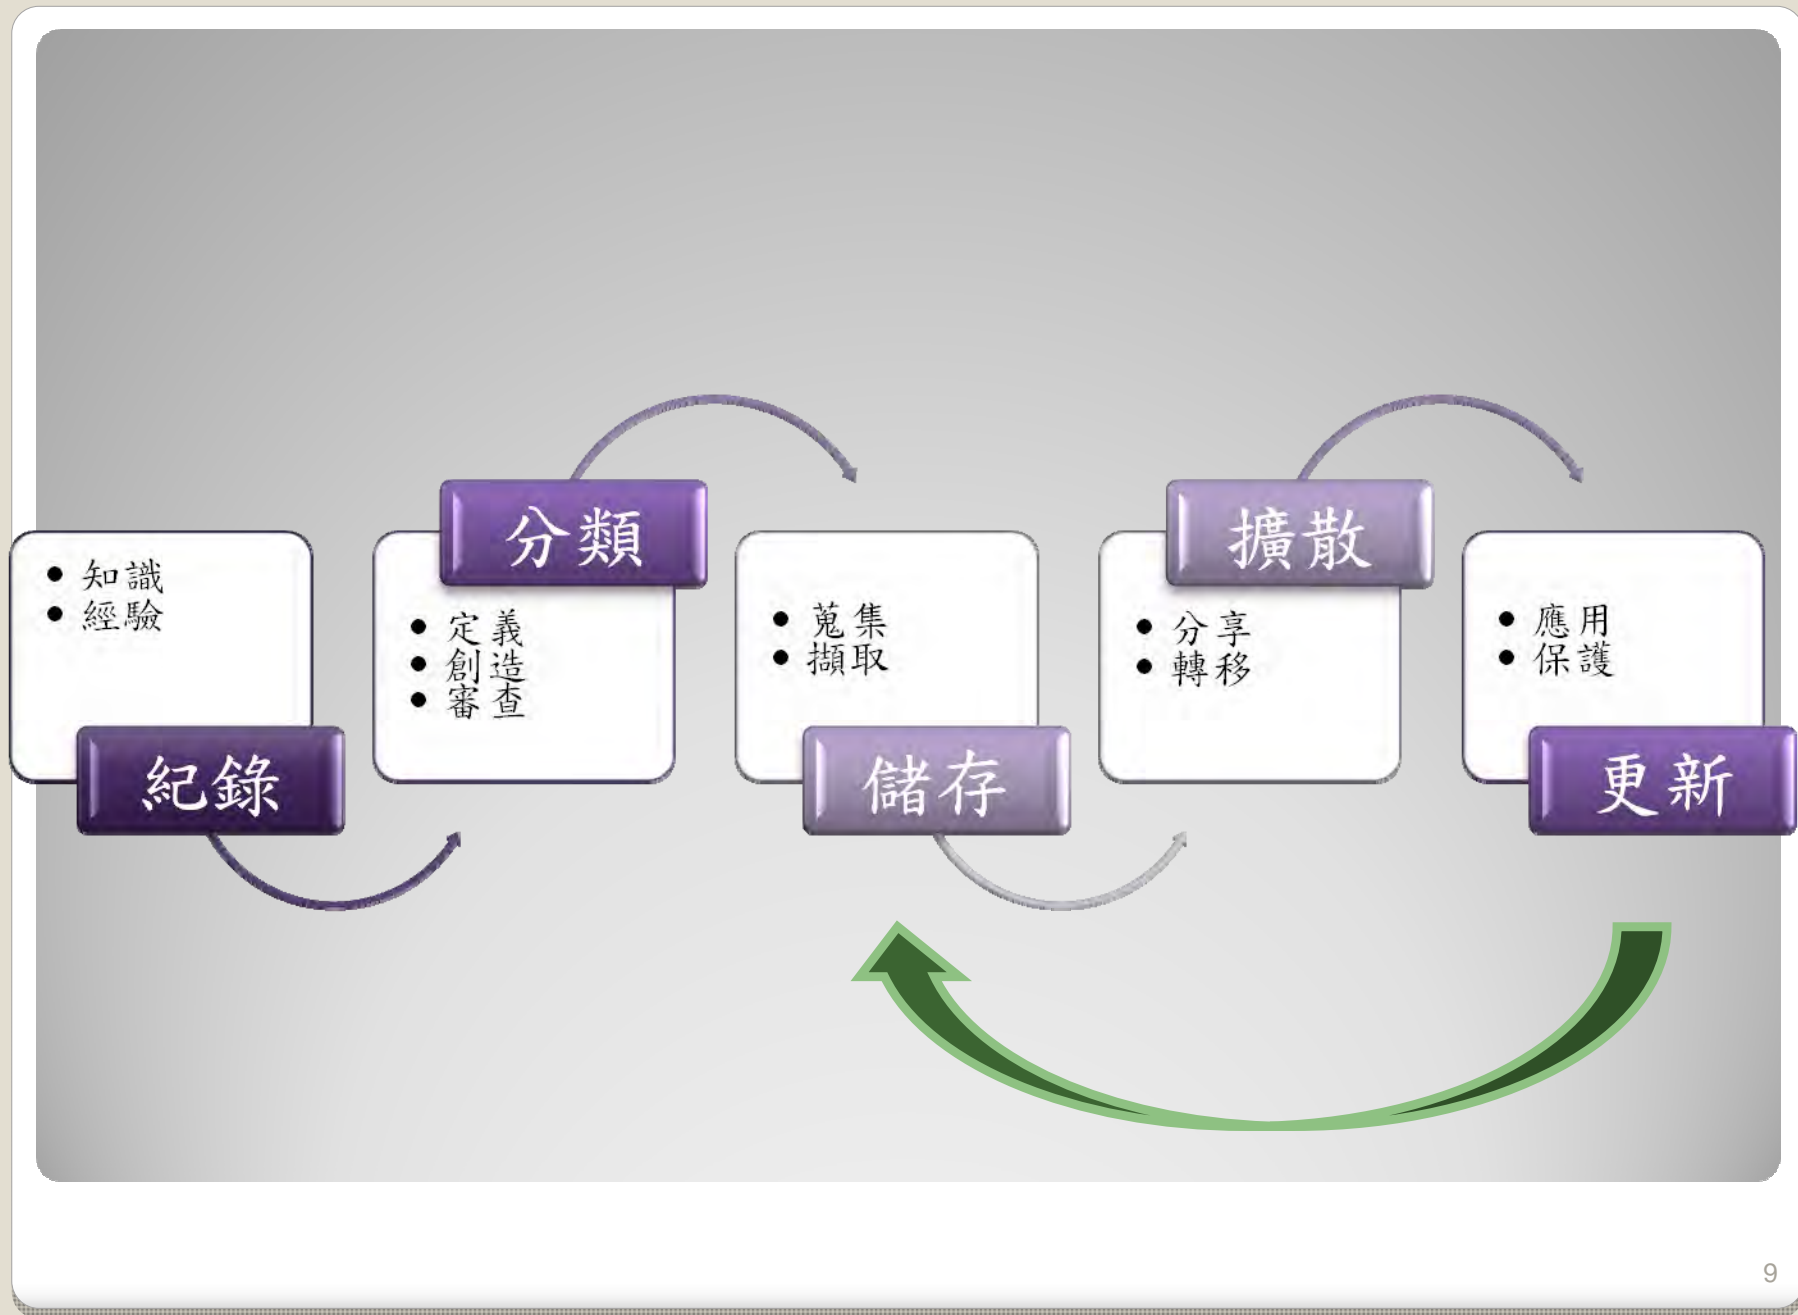 知識
經驗
紀錄
分類
定義
創造
審查
蒐集
擷取
儲存
擴散
分享
轉移
應用
保護
更新
9